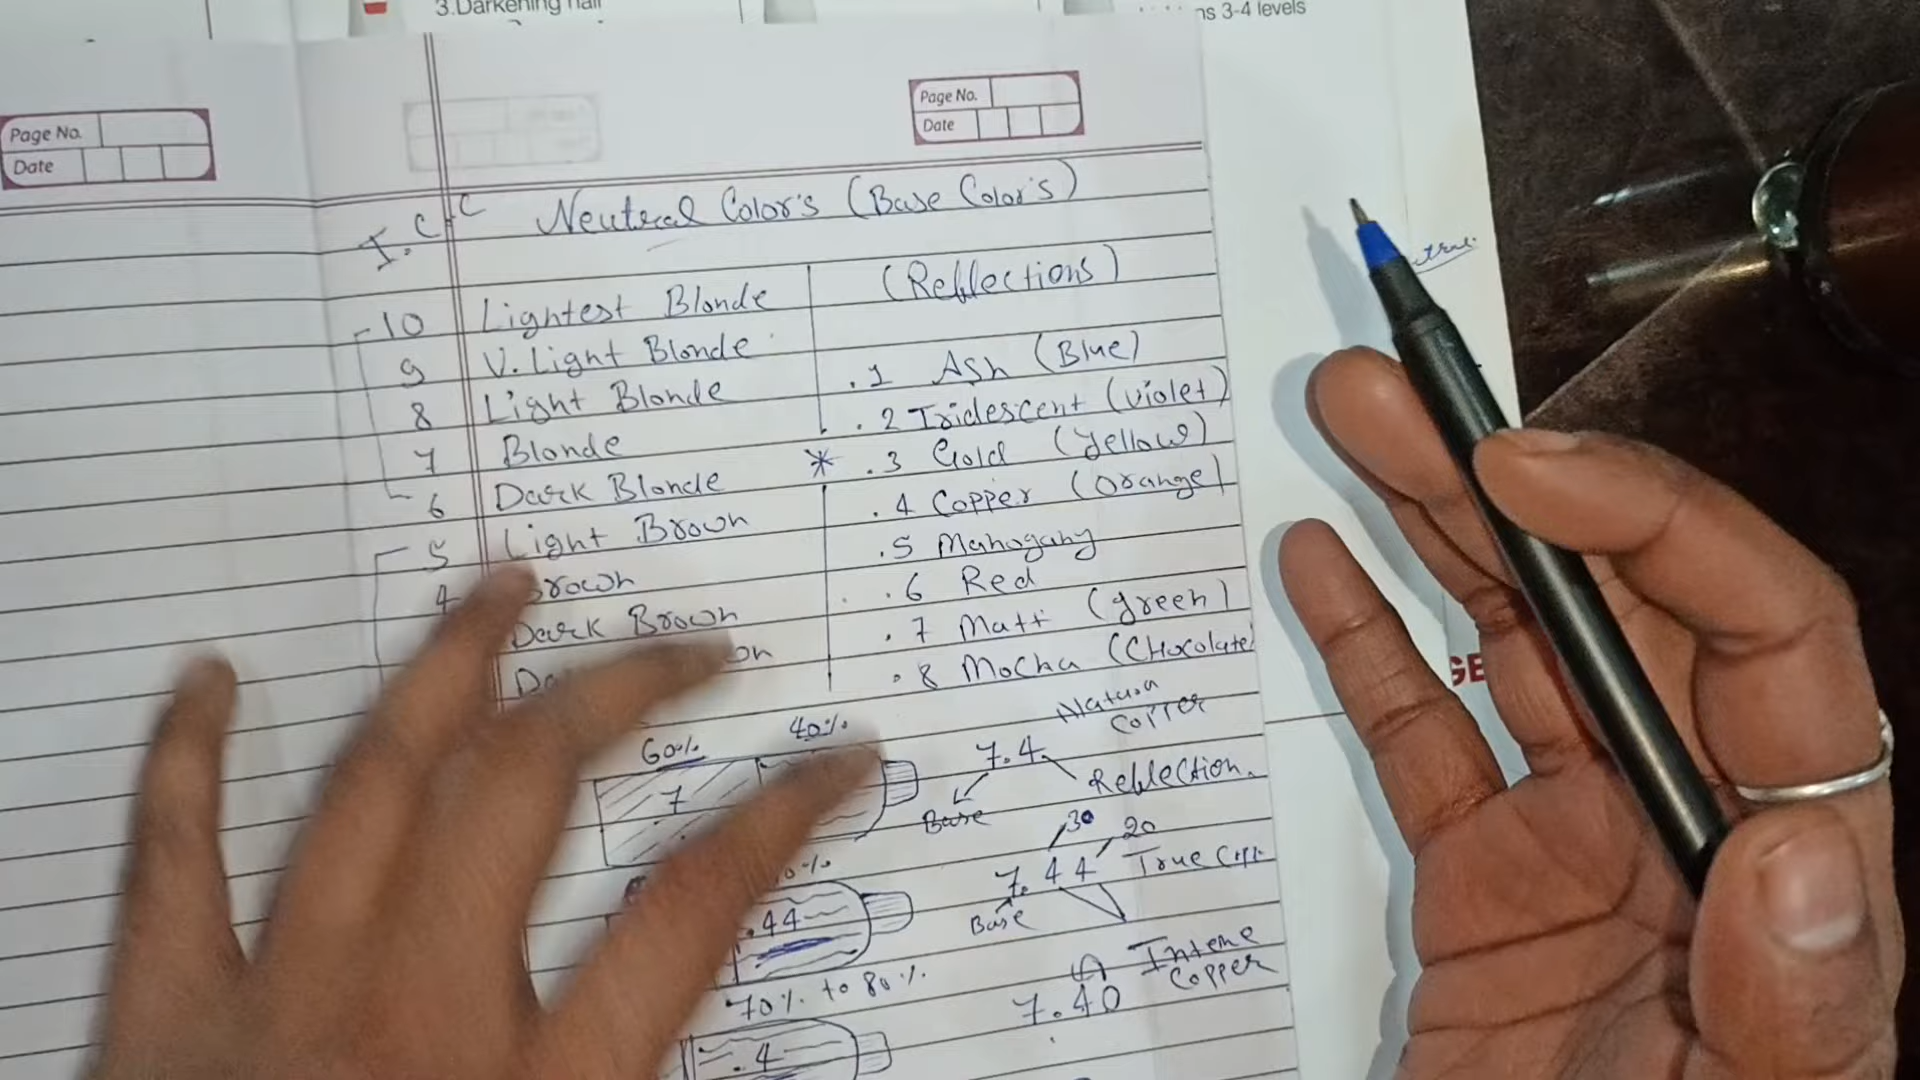 3.Darkening hair
ns 3-4 levels
Page No.
Date
Page No.
Date
I.C.C Neutral Color's (Base Color's)
(Reflections)
10 Lightest Blonde
9 V. Light Blonde
8 Light Blonde
7 Blonde
6 Dark Blonde
5 Light Brown
4 Brown
Dark Brown
.1 Ash (Blue)
.2 Iridescent (Violet)
* .3 Gold (Yellow)
.4 Copper (Orange)
.5 Mahogany
.6 Red
.7 Matt (green)
.8 Mocha (Chocolate)
60% 40%
7
7.4
Copper
Reflection.
Base
.44
30 20
7.44 True
Base
70% to 80%
.4
7.40
Copper
GE